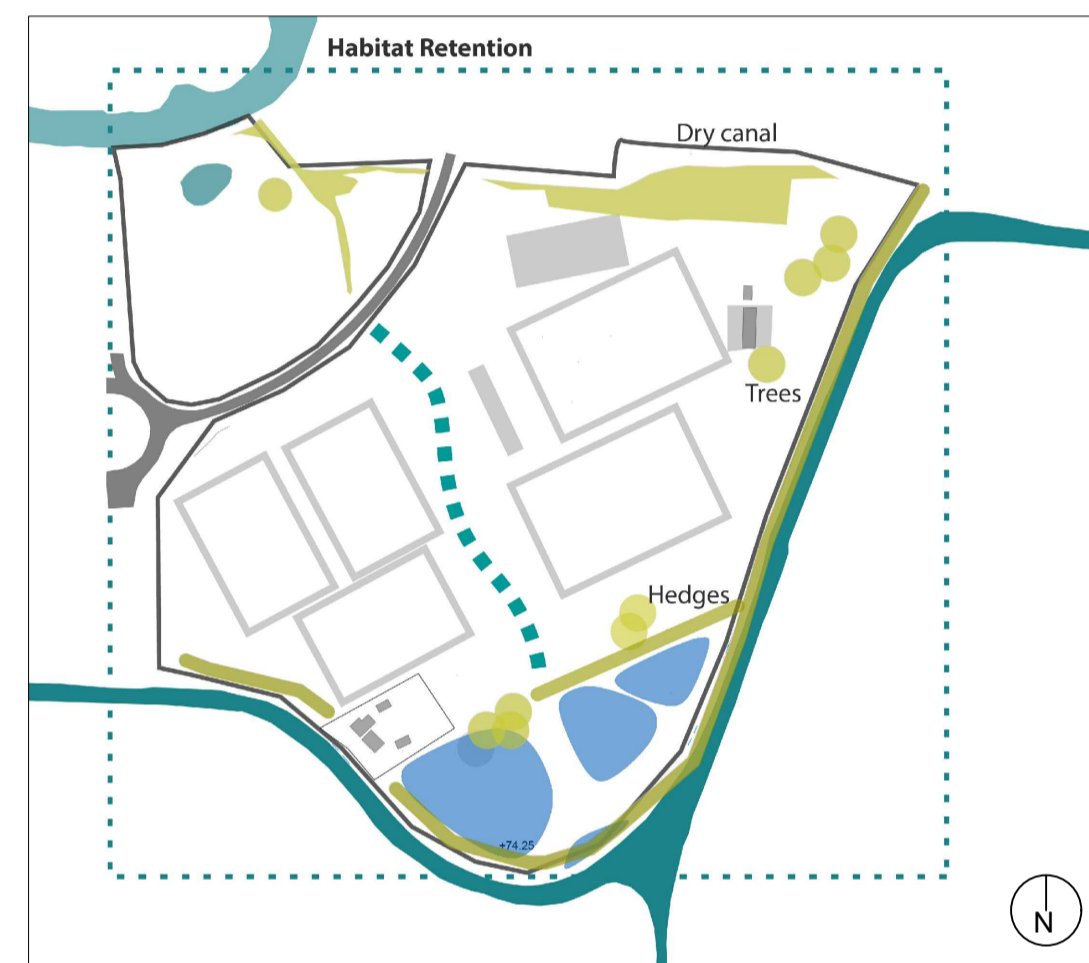 Habitat Retention
Dry canal
Trees
Hedges
+74.25
N